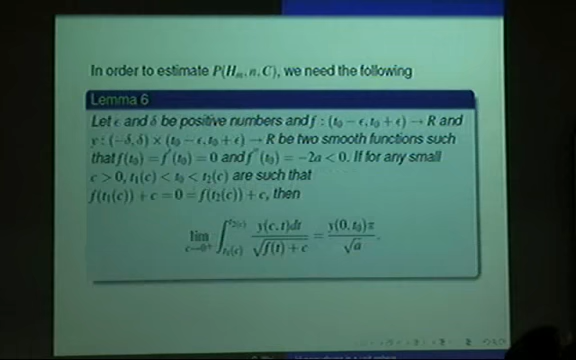 In order to estimate P(Hₘ, n, C), we need the following
Lemma 6
Let ϵ and δ be positive numbers and f : (t₀ − ϵ, t₀ + ϵ) → R and
y : (−δ, δ) × (t₀ − ϵ, t₀ + ϵ) → R be two smooth functions such
that f(t₀) = f′(t₀) = 0 and f″(t₀) = −2a < 0. If for any small
c > 0, t₁(c) < t₀ < t₂(c) are such that
f(t₁(c)) + c = 0 = f(t₂(c)) + c, then
lim_{c→0⁺} ∫_{t₁(c)}^{t₂(c)} y(c, t)dt / √(f(t) + c) = y(0, t₀)π / √a.